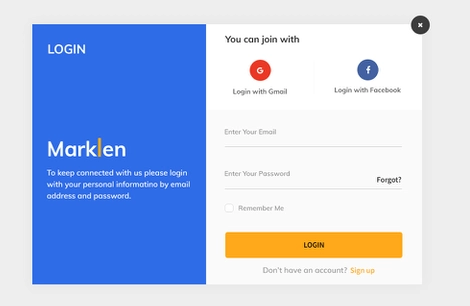 LOGIN
You can join with
Login with Gmail
Login with Facebook
Marklen
To keep connected with us please login
with your personal informatino by email
address and password.
Enter Your Email
Enter Your Password
Forgot?
Remember Me
LOGIN
Don't have an account? Sign up